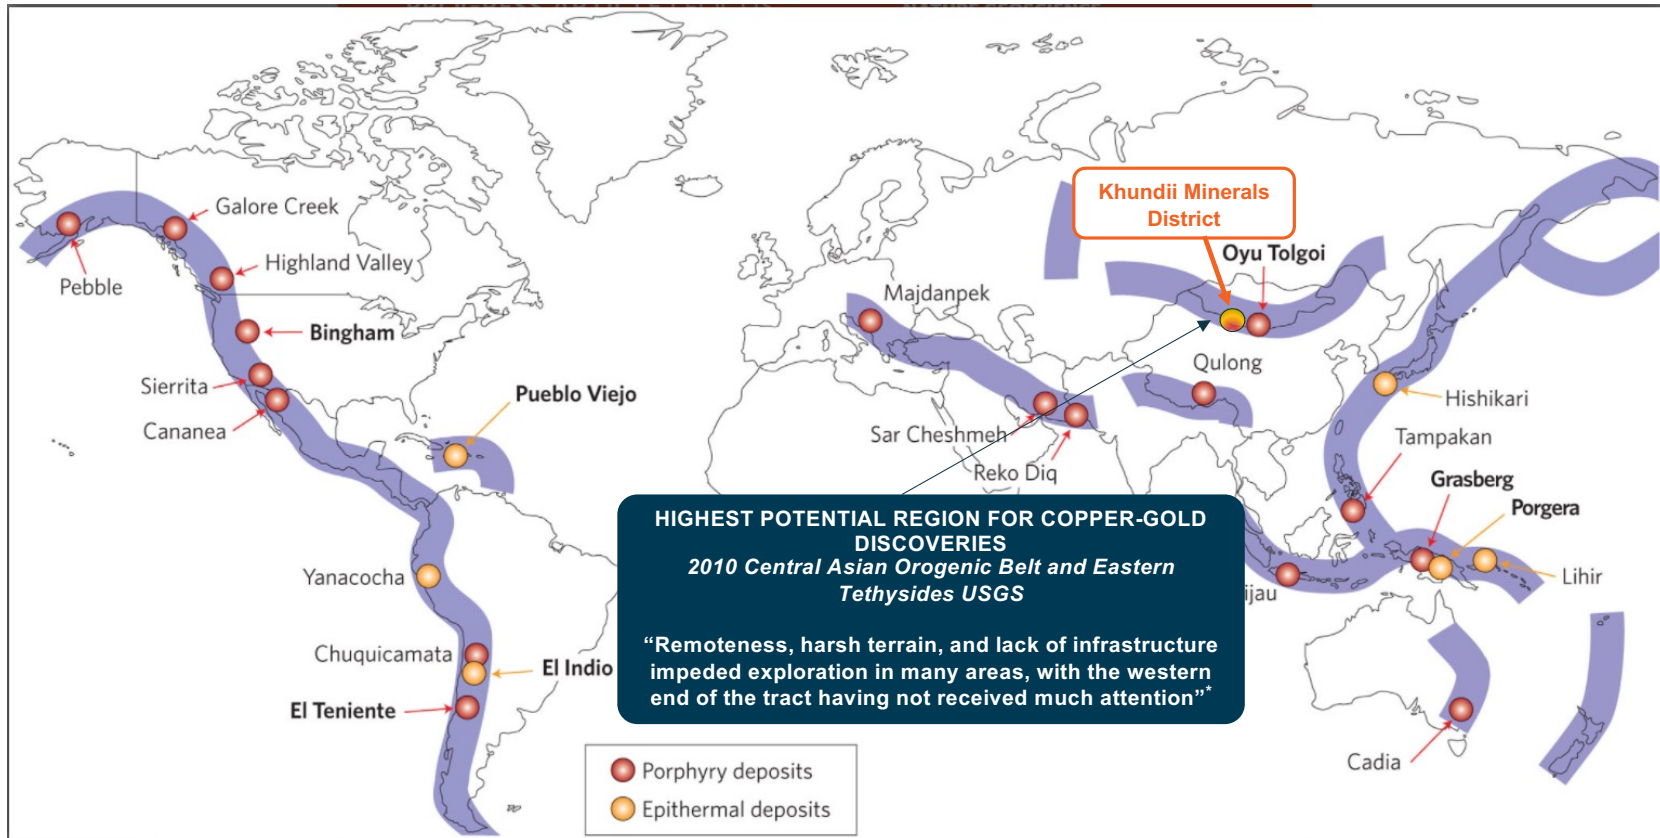 Khundii Minerals
District
Galore Creek
Oyu Tolgoi
Highland Valley
Pebble
Majdanpek
Bingham
Qulong
Sierrita
Pueblo Viejo
Hishikari
Cananea
Sar Cheshmeh
Tampakan
Reko Diq
Grasberg
Porgera
HIGHEST POTENTIAL REGION FOR COPPER-GOLD
DISCOVERIES
2010 Central Asian Orogenic Belt and Eastern
Tethysides USGS
“Remoteness, harsh terrain, and lack of infrastructure
impeded exploration in many areas, with the western
end of the tract having not received much attention”*
Yanacocha
Lihir
ijau
Chuquicamata
El Indio
El Teniente
Cadia
Porphyry deposits
Epithermal deposits